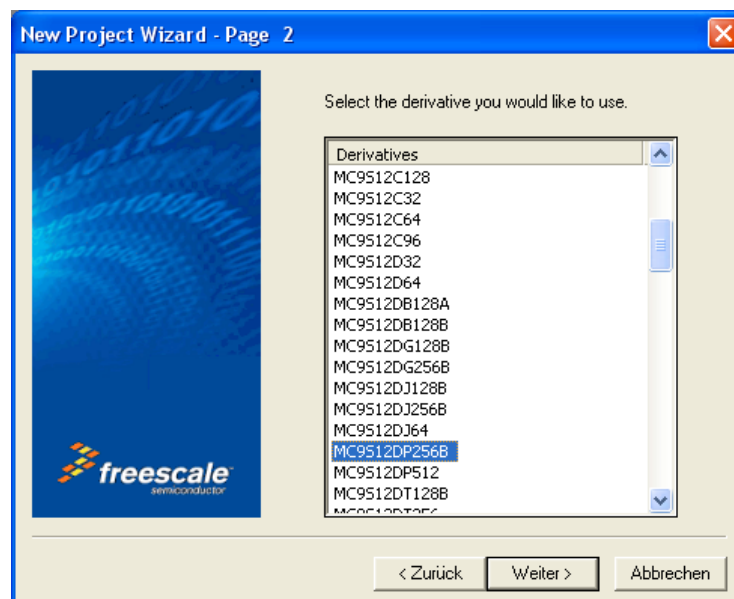 New Project Wizard - Page 2
Select the derivative you would like to use.
Derivatives
MC9S12C128
MC9S12C32
MC9S12C64
MC9S12C96
MC9S12D32
MC9S12D64
MC9S12DB128A
MC9S12DB128B
MC9S12DG128B
MC9S12DG256B
MC9S12DJ128B
MC9S12DJ256B
MC9S12DJ64
MC9S12DP256B
MC9S12DP512
MC9S12DT128B
freescale
semiconductor
< Zurück
Weiter >
Abbrechen